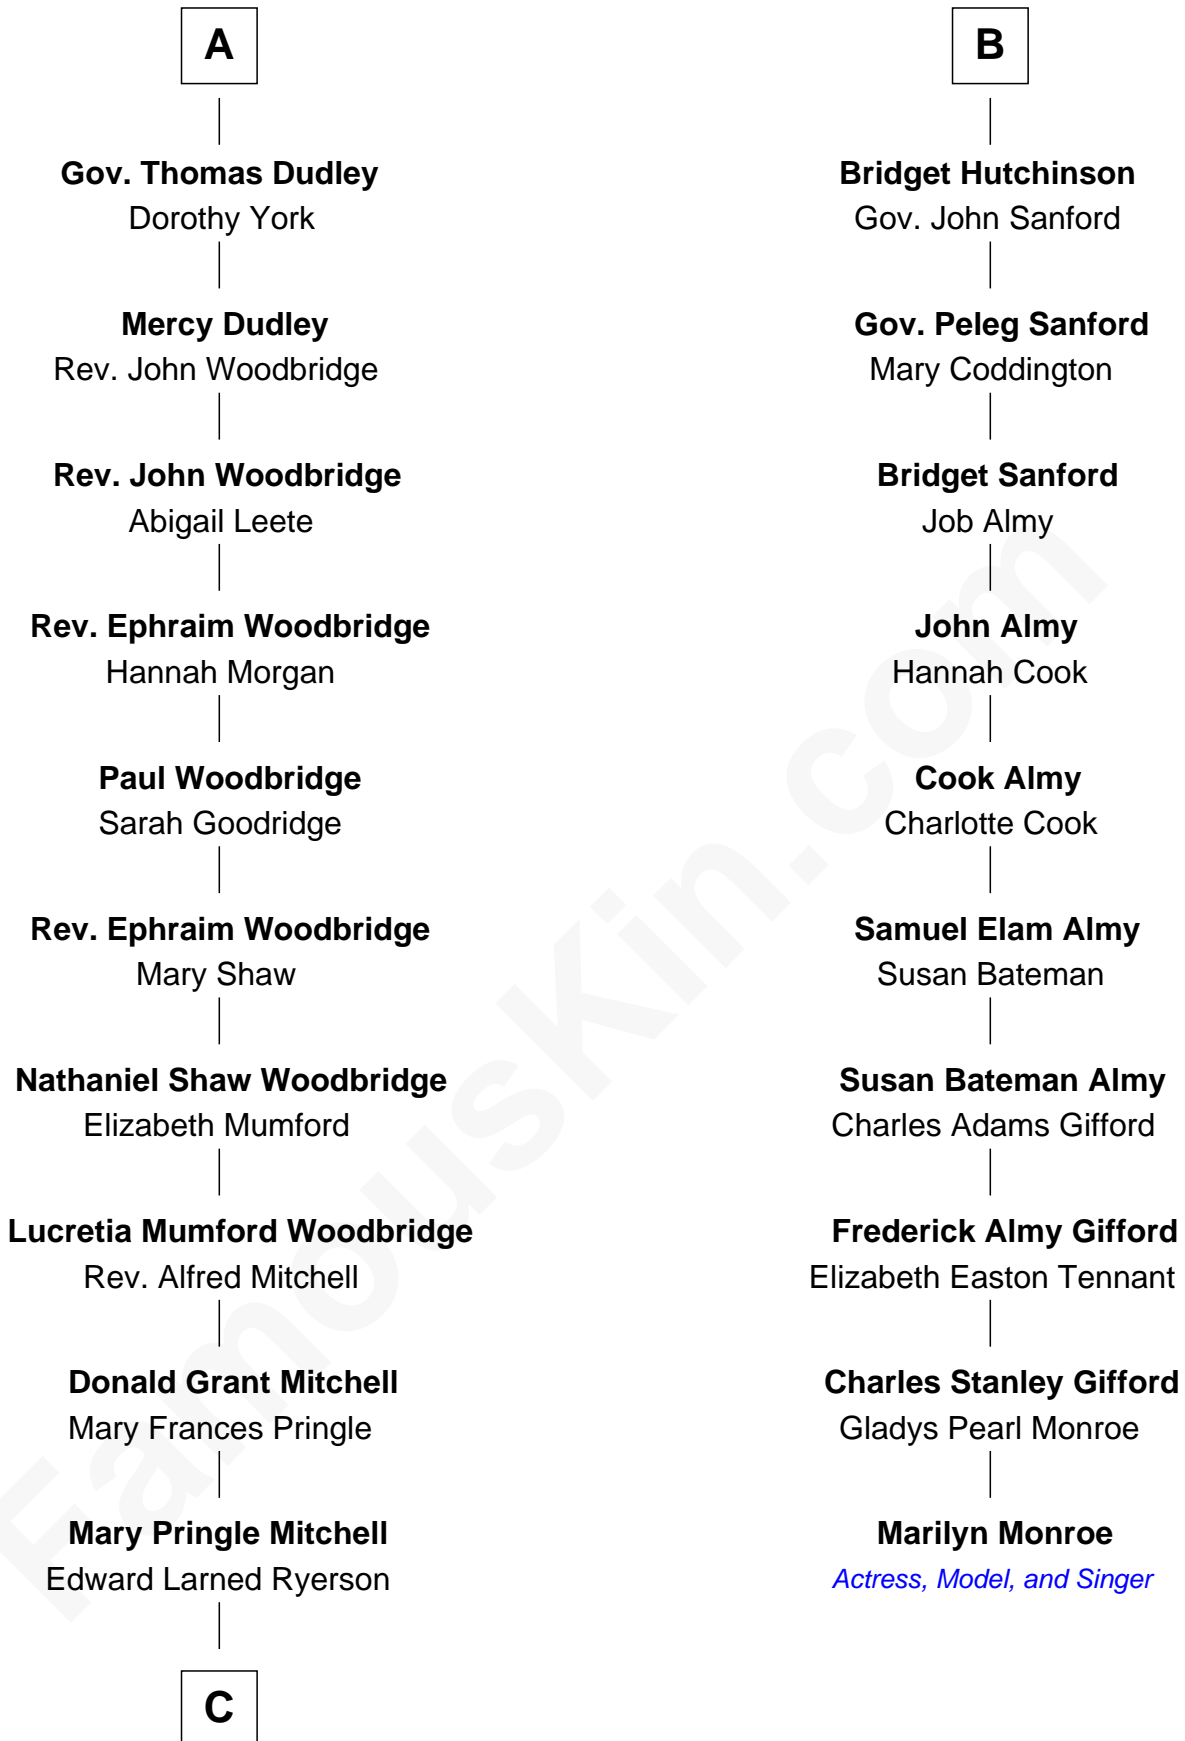 A
Gov. Thomas Dudley
Dorothy York
Mercy Dudley
Rev. John Woodbridge
Rev. John Woodbridge
Abigail Leete
Rev. Ephraim Woodbridge
Hannah Morgan
Paul Woodbridge
Sarah Goodridge
Rev. Ephraim Woodbridge
Mary Shaw
Nathaniel Shaw Woodbridge
Elizabeth Mumford
Lucretia Mumford Woodbridge
Rev. Alfred Mitchell
Donald Grant Mitchell
Mary Frances Pringle
Mary Pringle Mitchell
Edward Larned Ryerson
C
B
Bridget Hutchinson
Gov. John Sanford
Gov. Peleg Sanford
Mary Coddington
Bridget Sanford
Job Almy
John Almy
Hannah Cook
Cook Almy
Charlotte Cook
Samuel Elam Almy
Susan Bateman
Susan Bateman Almy
Charles Adams Gifford
Frederick Almy Gifford
Elizabeth Easton Tennant
Charles Stanley Gifford
Gladys Pearl Monroe
Marilyn Monroe
Actress, Model, and Singer
FamousKin.com